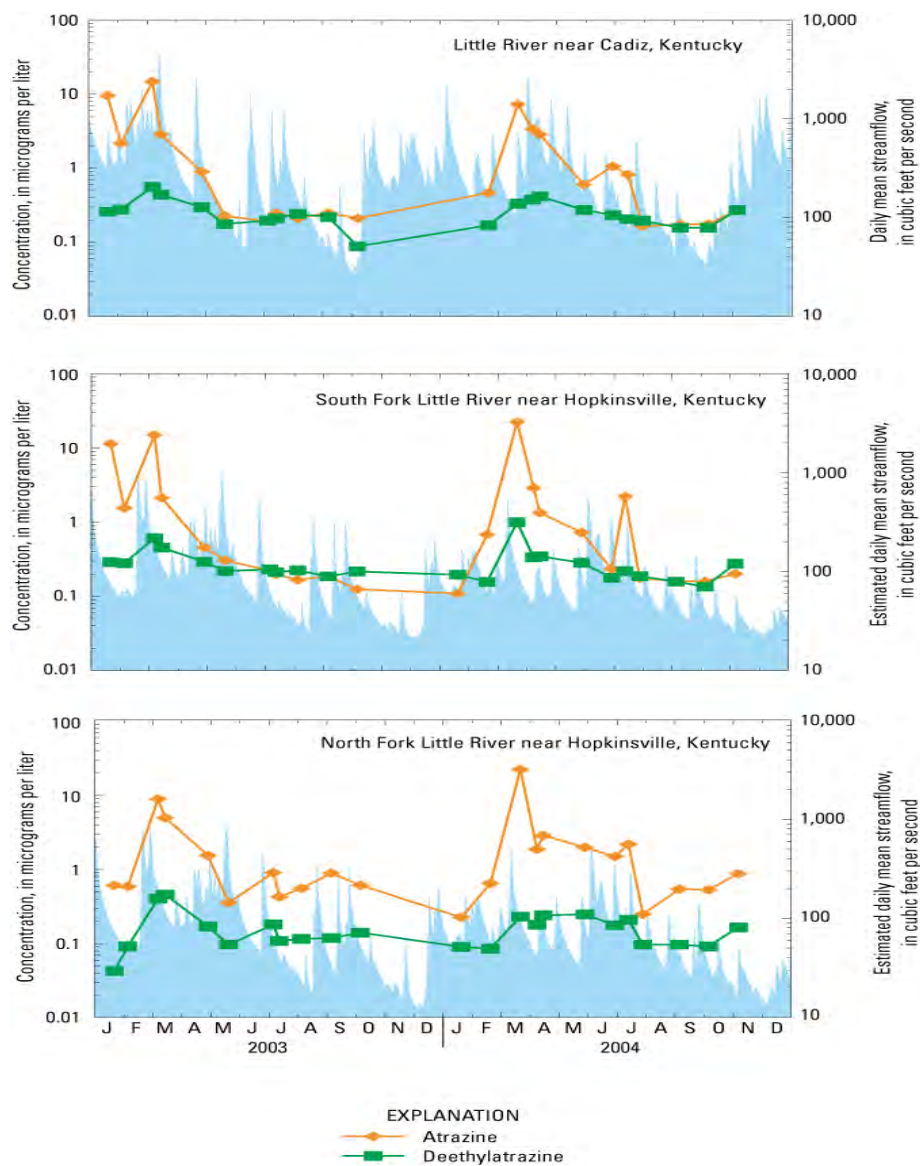 Little River near Cadiz, Kentucky
Concentration, in micrograms per liter
100
10
1
0.1
0.01
Daily mean streamflow,
in cubic feet per second
10,000
1,000
100
10
South Fork Little River near Hopkinsville, Kentucky
Concentration, in micrograms per liter
100
10
1
0.1
0.01
Estimated daily mean streamflow,
in cubic feet per second
10,000
1,000
100
10
North Fork Little River near Hopkinsville, Kentucky
Concentration, in micrograms per liter
100
10
1
0.1
0.01
Estimated daily mean streamflow,
in cubic feet per second
10,000
1,000
100
10
J F M A M J J A S O N D J F M A M J J A S O N D
2003 2004
EXPLANATION
Atrazine
Deethylatrazine